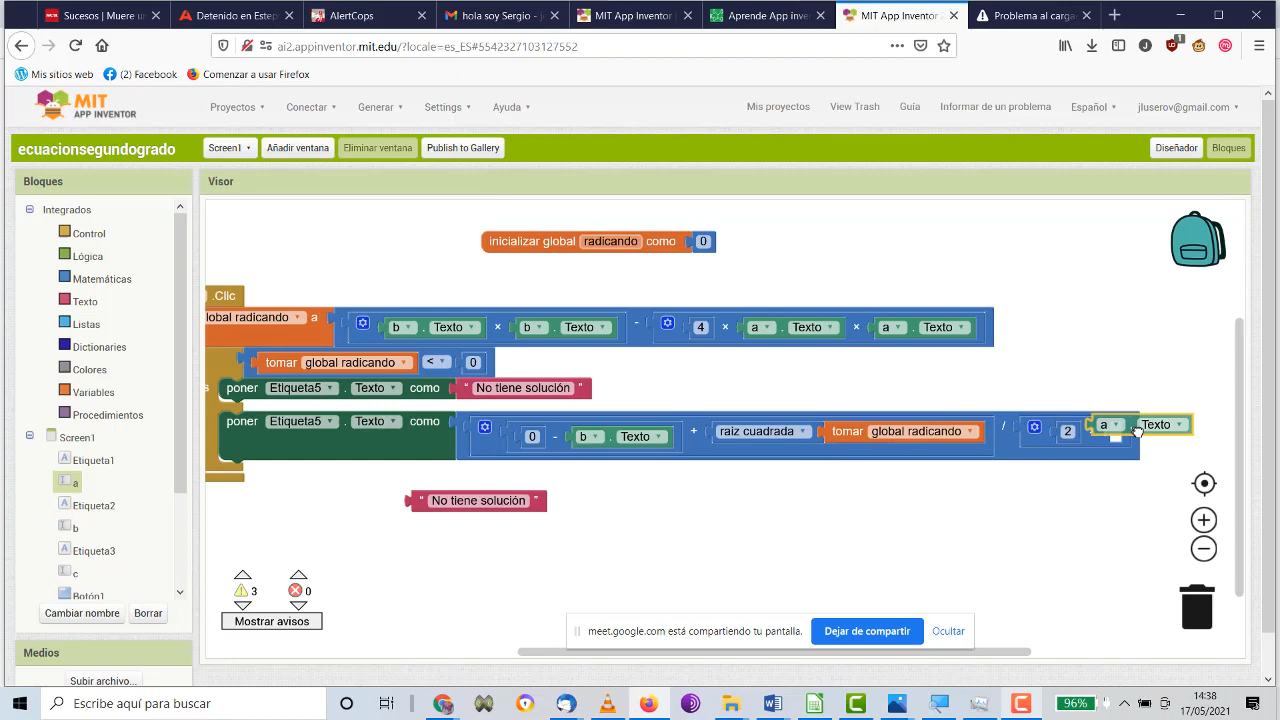 Susctos | Muere u
Detenido en Estep
AlertCops
hola soy Sergio - j
MIT App Inventor
Aprende App Inven
MIT App Inventor
Problema al cargar
ai2.appinventor.mit.edu/?locale=es_ES#5542327103127552
Mis sitios web
(2) Facebook
Comenzar a usar Firefox
MIT
APP INVENTOR
Proyectos
Conectar
Generar
Settings
Ayuda
Mis proyectos
View Trash
Guía
Informar de un problema
Español
jluserov@gmail.com
ecuacionsegundogrado
Screen1
Añadir ventana
Eliminar ventana
Publish to Gallery
Diseñador
Bloques
Bloques
Visor
Integrados
Control
Lógica
Matemáticas
Texto
Listas
Dictionaries
Colores
Variables
Procedimientos
Screen1
Etiqueta1
a
Etiqueta2
b
Etiqueta3
c
Botón1
Cambiar nombre
Borrar
Medios
Subir archivo...
inicializar global radicando como 0
.Clic
lobal radicando a b . Texto × b . Texto - 4 × a . Texto × a . Texto
tomar global radicando < 0
s poner Etiqueta5 . Texto como " No tiene solución "
poner Etiqueta5 . Texto como 0 - b . Texto + raíz cuadrada tomar global radicando / 2 a Texto
" No tiene solución "
3
0
Mostrar avisos
meet.google.com está compartiendo tu pantalla.
Dejar de compartir
Ocultar
Escribe aquí para buscar
96%
14:38
17/05/2021